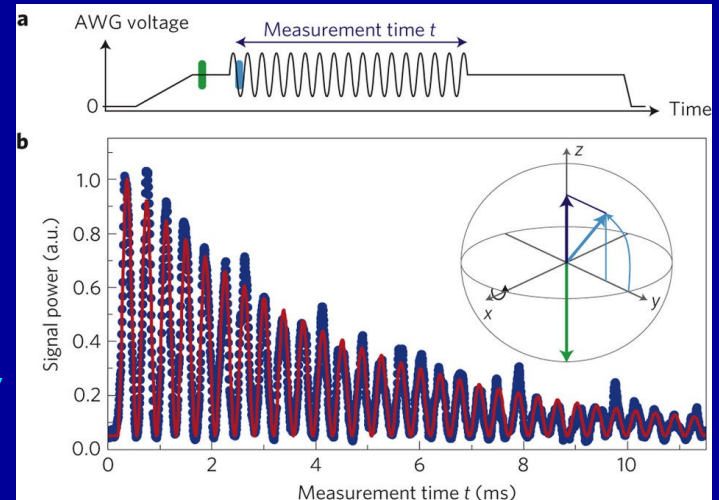 a
AWG voltage
Measurement time t
0
Time
b
Signal power (a.u.)
1.0
0.8
0.6
0.4
0.2
0.0
z
x
y
0 2 4 6 8 10
Measurement time t (ms)